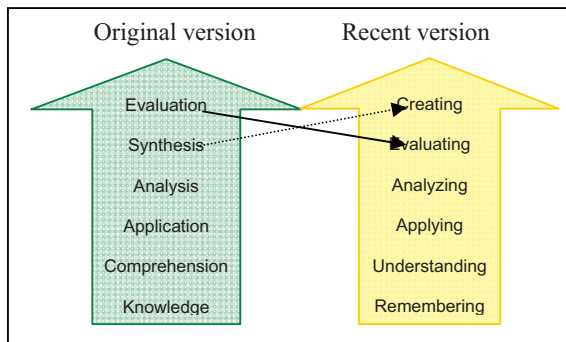 Original version
Recent version
Evaluation
Creating
Synthesis
Evaluating
Analysis
Analyzing
Application
Applying
Comprehension
Understanding
Knowledge
Remembering